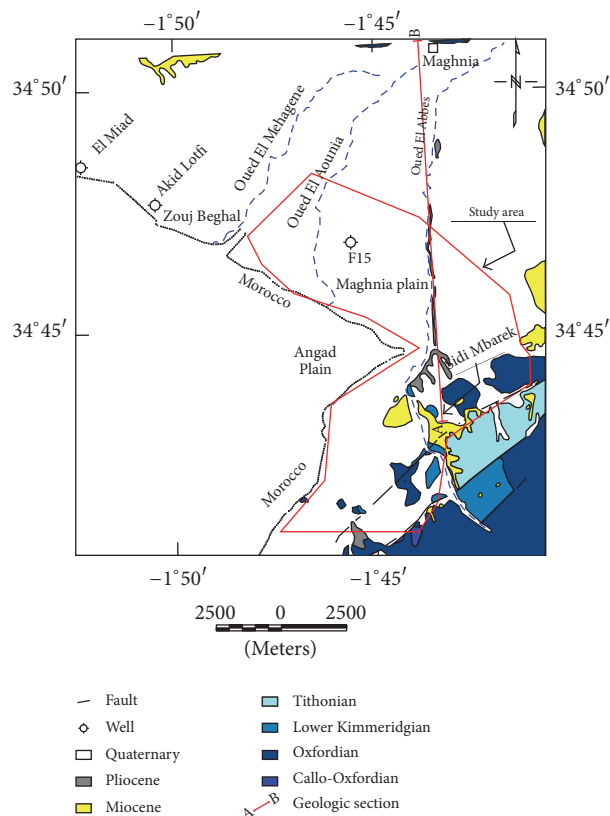 −1°50′ −1°45′
B
Maghnia
34°50′ 34°50′
N
El Miad
Akid Lotfi
Zouj Beghal
Oued El Mehagene
Oued El Aounia
Oued El Abbes
Study area
F15
Maghnia plain
Morocco
34°45′ 34°45′
Angad
Plain
Sidi Mbarek
A
Morocco
−1°50′ −1°45′
2500 0 2500
(Meters)
Fault
Well
Quaternary
Pliocene
Miocene
Tithonian
Lower Kimmeridgian
Oxfordian
Callo-Oxfordian
A B Geologic section